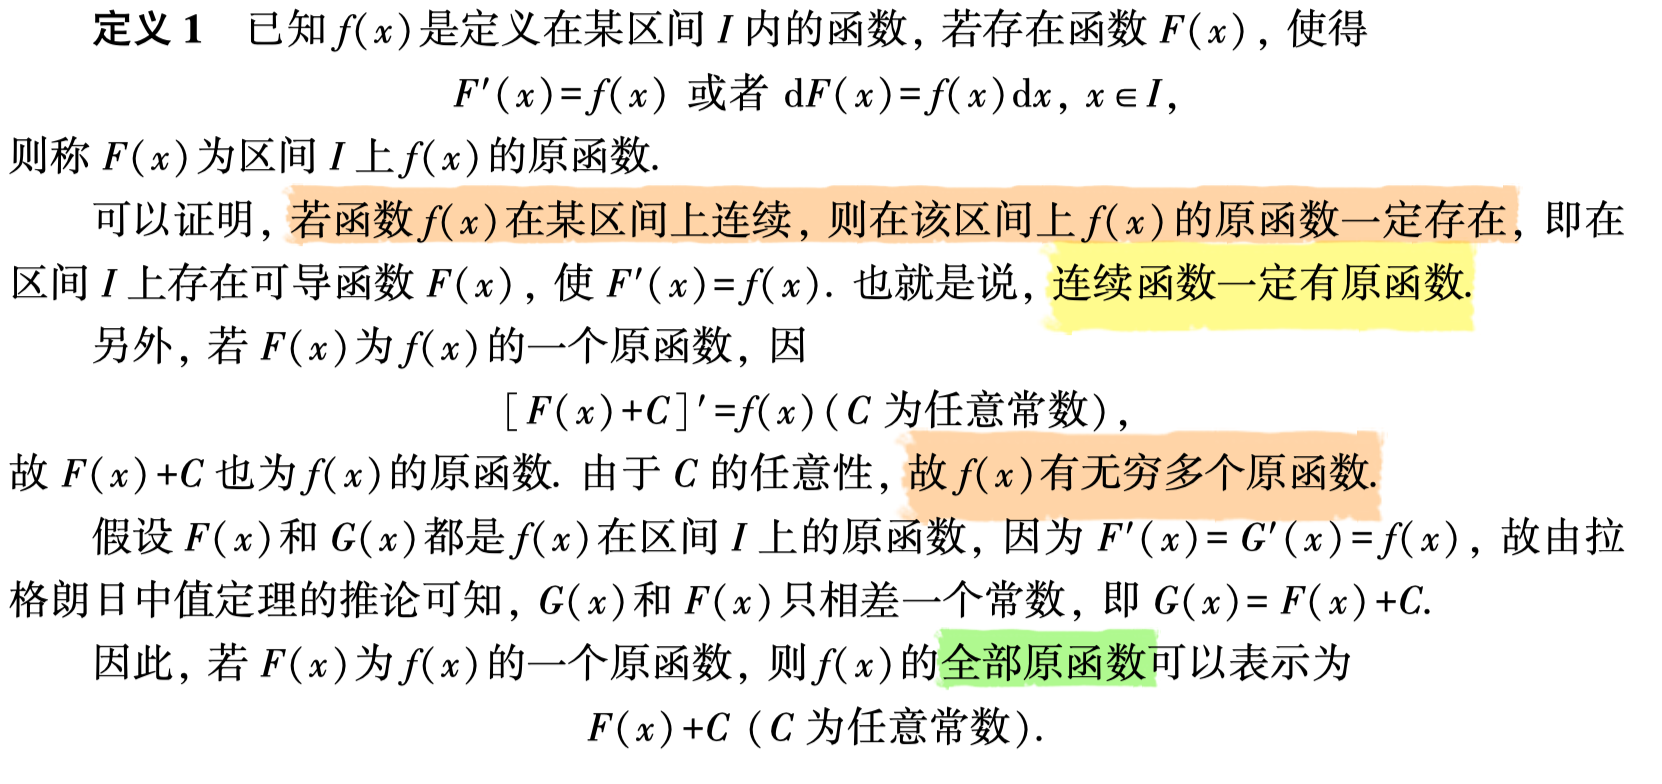 定义 1 已知 f(x) 是定义在某区间 I 内的函数, 若存在函数 F(x), 使得
F′(x)=f(x) 或者 dF(x)=f(x)dx, x∈I,
则称 F(x) 为区间 I 上 f(x) 的原函数.
可以证明, 若函数 f(x) 在某区间上连续, 则在该区间上 f(x) 的原函数一定存在, 即在
区间 I 上存在可导函数 F(x), 使 F′(x)=f(x). 也就是说, 连续函数一定有原函数.
另外, 若 F(x) 为 f(x) 的一个原函数, 因
[F(x)+C]′=f(x) (C 为任意常数),
故 F(x)+C 也为 f(x) 的原函数. 由于 C 的任意性, 故 f(x) 有无穷多个原函数.
假设 F(x) 和 G(x) 都是 f(x) 在区间 I 上的原函数, 因为 F′(x)= G′(x)=f(x), 故由拉
格朗日中值定理的推论可知, G(x) 和 F(x) 只相差一个常数, 即 G(x)= F(x)+C.
因此, 若 F(x) 为 f(x) 的一个原函数, 则 f(x) 的全部原函数可以表示为
F(x)+C (C 为任意常数).